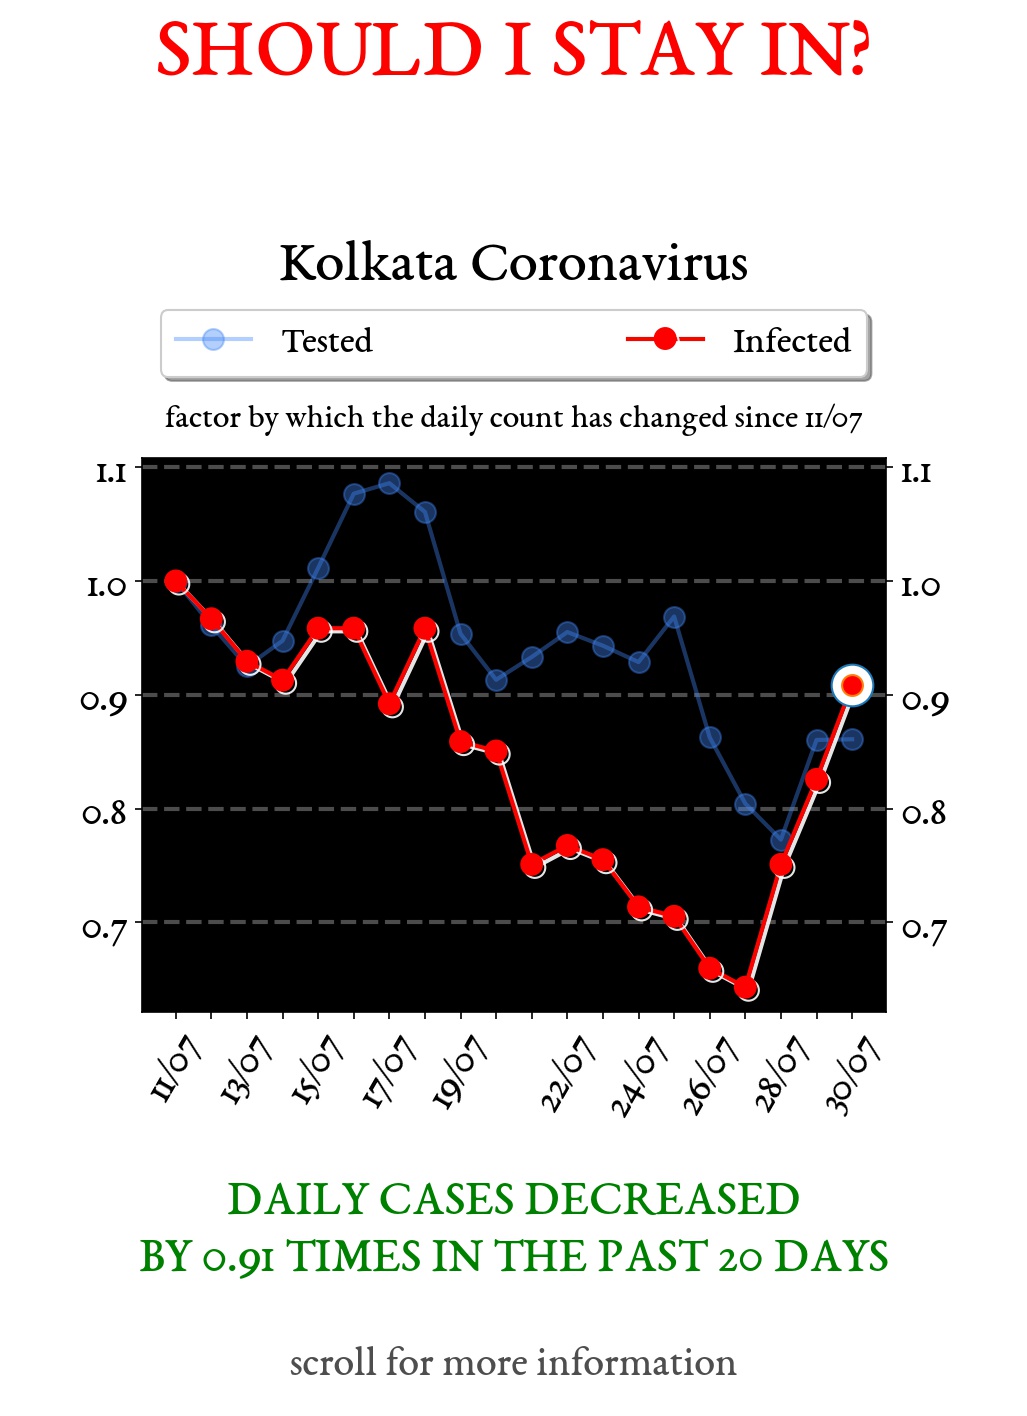 SHOULD I STAY IN?
Kolkata Coronavirus
Tested Infected
factor by which the daily count has changed since 11/07
1.1 1.1
1.0 1.0
0.9 0.9
0.8 0.8
0.7 0.7
11/07 13/07 15/07 17/07 19/07 22/07 24/07 26/07 28/07 30/07
DAILY CASES DECREASED
BY 0.91 TIMES IN THE PAST 20 DAYS
scroll for more information